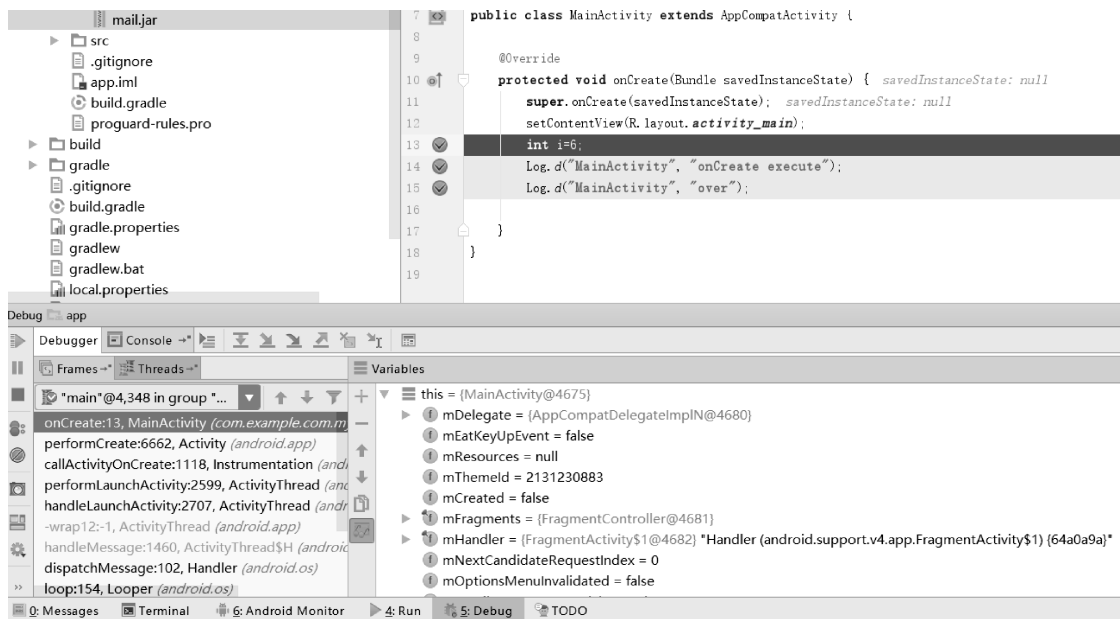 mail.jar
src
.gitignore
app.iml
build.gradle
proguard-rules.pro
build
gradle
.gitignore
build.gradle
gradle.properties
gradlew
gradlew.bat
local.properties
7 public class MainActivity extends AppCompatActivity {
8
9 @Override
10 protected void onCreate(Bundle savedInstanceState) { savedInstanceState: null
11 super.onCreate(savedInstanceState); savedInstanceState: null
12 setContentView(R.layout.activity_main);
13 int i=6;
14 Log.d("MainActivity", "onCreate execute");
15 Log.d("MainActivity", "over");
16
17 }
18 }
19
Debug app
Debugger Console
Frames Threads
"main"@4,348 in group "...
onCreate:13, MainActivity (com.example.com.m
performCreate:6662, Activity (android.app)
callActivityOnCreate:1118, Instrumentation (andr
performLaunchActivity:2599, ActivityThread (and
handleLaunchActivity:2707, ActivityThread (andr
-wrap12:-1, ActivityThread (android.app)
handleMessage:1460, ActivityThread$H (androic
dispatchMessage:102, Handler (android.os)
loop:154, Looper (android.os)
Variables
this = {MainActivity@4675}
mDelegate = {AppCompatDelegateImplN@4680}
mEatKeyUpEvent = false
mResources = null
mThemeId = 2131230883
mCreated = false
mFragments = {FragmentController@4681}
mHandler = {FragmentActivity$1@4682} "Handler (android.support.v4.app.FragmentActivity$1) {64a0a9a}"
mNextCandidateRequestIndex = 0
mOptionsMenuInvalidated = false
0: Messages Terminal 6: Android Monitor 4: Run 5: Debug TODO